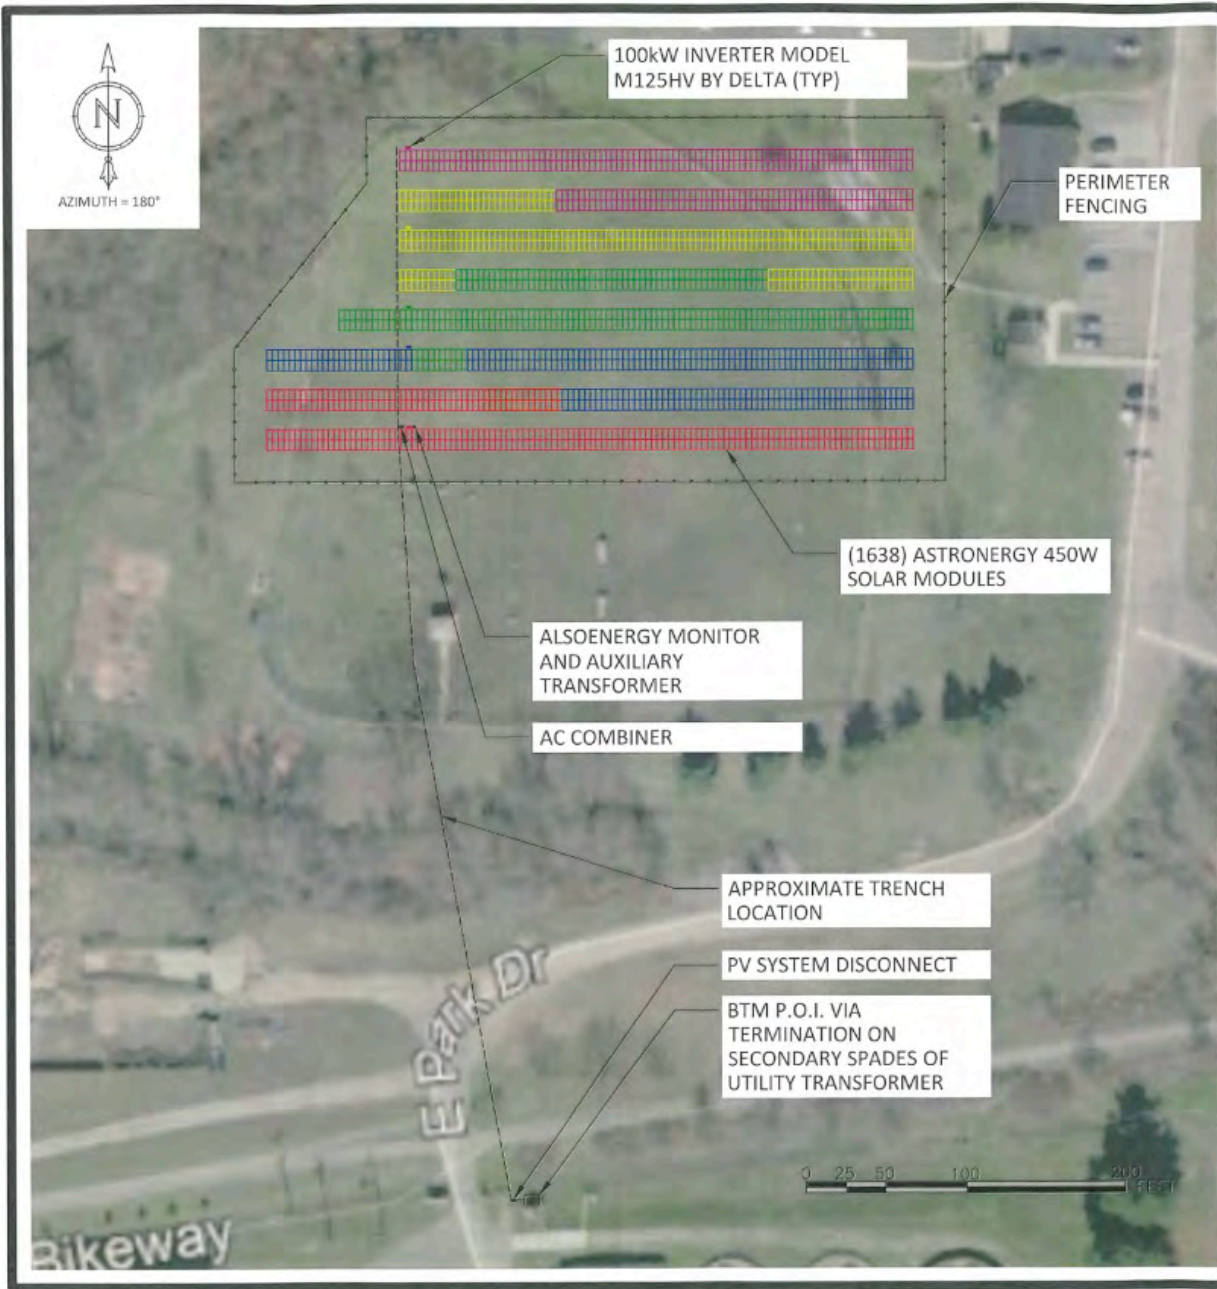 100kW INVERTER MODEL
M125HV BY DELTA (TYP)
N
AZIMUTH = 180°
PERIMETER
FENCING
(1638) ASTRONERGY 450W
SOLAR MODULES
ALSOENERGY MONITOR
AND AUXILIARY
TRANSFORMER
AC COMBINER
APPROXIMATE TRENCH
LOCATION
PV SYSTEM DISCONNECT
E Park Dr
BTM P.O.I. VIA
TERMINATION ON
SECONDARY SPADES OF
UTILITY TRANSFORMER
0 25 50 100 200
FEET
Bikeway